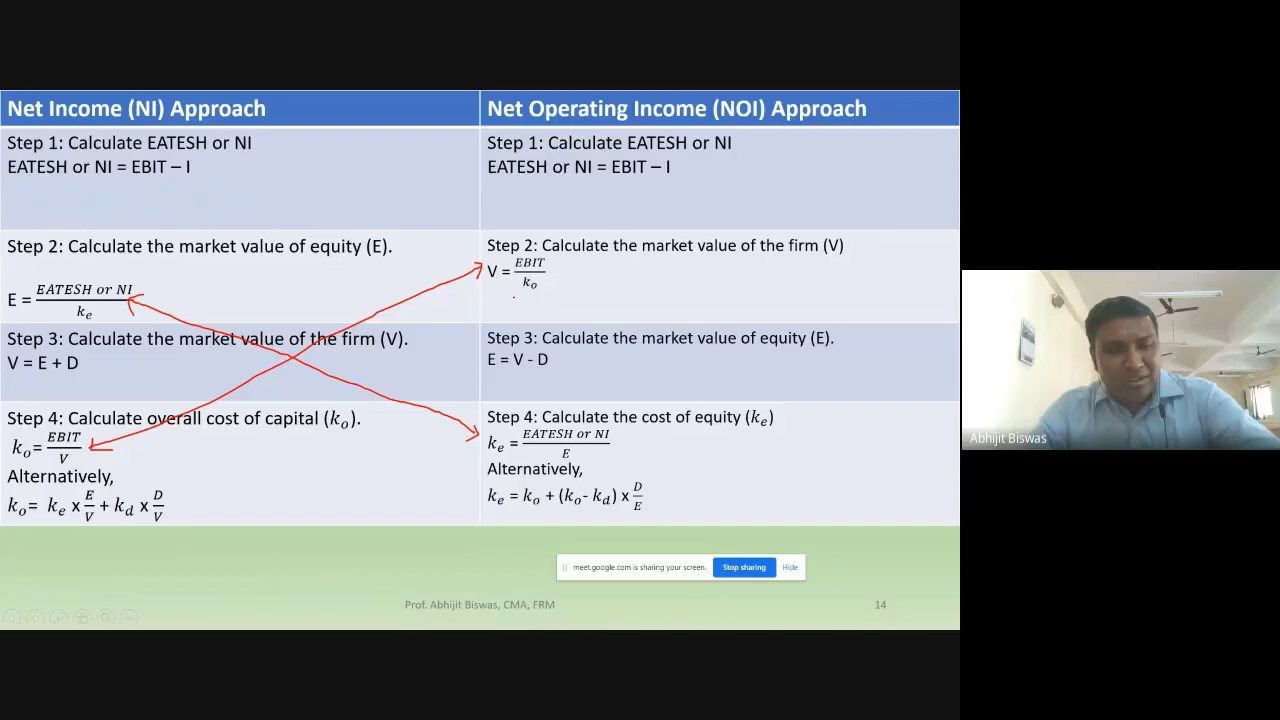 Net Income (NI) Approach
Step 1: Calculate EATESH or NI
EATESH or NI = EBIT – I
Step 2: Calculate the market value of equity (E).
E = EATESH or NI / kₑ
Step 3: Calculate the market value of the firm (V).
V = E + D
Step 4: Calculate overall cost of capital (kₒ).
kₒ= EBIT / V
Alternatively,
kₒ= kₑ x E/V + k_d x D/V
Net Operating Income (NOI) Approach
Step 1: Calculate EATESH or NI
EATESH or NI = EBIT – I
Step 2: Calculate the market value of the firm (V)
V = EBIT / kₒ
Step 3: Calculate the market value of equity (E).
E = V - D
Step 4: Calculate the cost of equity (kₑ)
kₑ = EATESH or NI / E
Alternatively,
kₑ = kₒ + (kₒ- k_d) x D/E
meet.google.com is sharing your screen. Stop sharing Hide
Prof. Abhijit Biswas, CMA, FRM 14
Abhijit Biswas